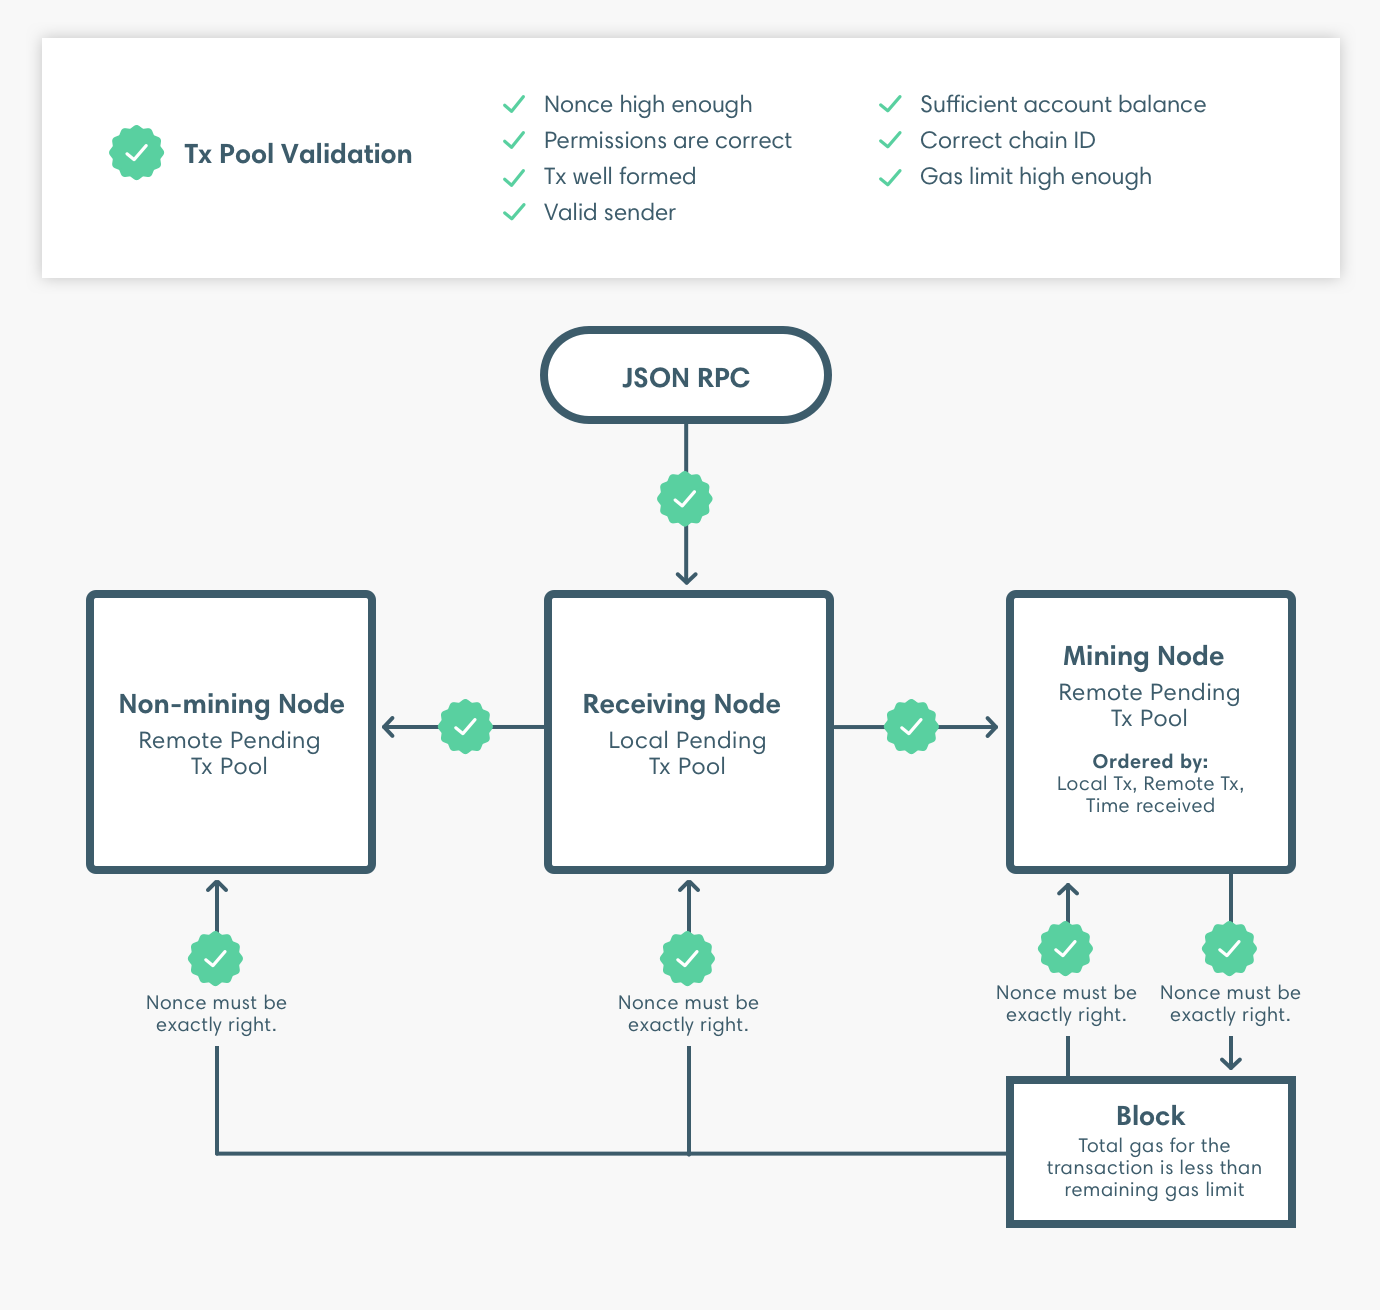 Tx Pool Validation
Nonce high enough
Permissions are correct
Tx well formed
Valid sender
Sufficient account balance
Correct chain ID
Gas limit high enough
JSON RPC
Non-mining Node
Remote Pending
Tx Pool
Receiving Node
Local Pending
Tx Pool
Mining Node
Remote Pending
Tx Pool
Ordered by:
Local Tx, Remote Tx,
Time received
Nonce must be
exactly right.
Nonce must be
exactly right.
Nonce must be
exactly right.
Nonce must be
exactly right.
Block
Total gas for the
transaction is less than
remaining gas limit